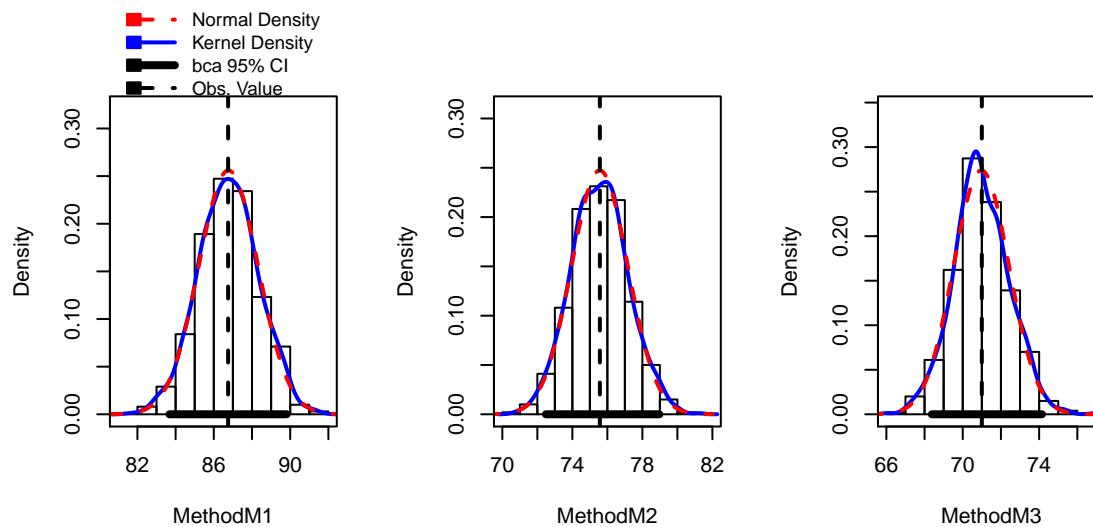 Normal Density
Kernel Density
bca 95% CI
Obs. Value
Density
0.00
0.10
0.20
0.30
82
86
90
MethodM1
Density
0.00
0.10
0.20
0.30
70
74
78
82
MethodM2
Density
0.00
0.10
0.20
0.30
66
70
74
MethodM3